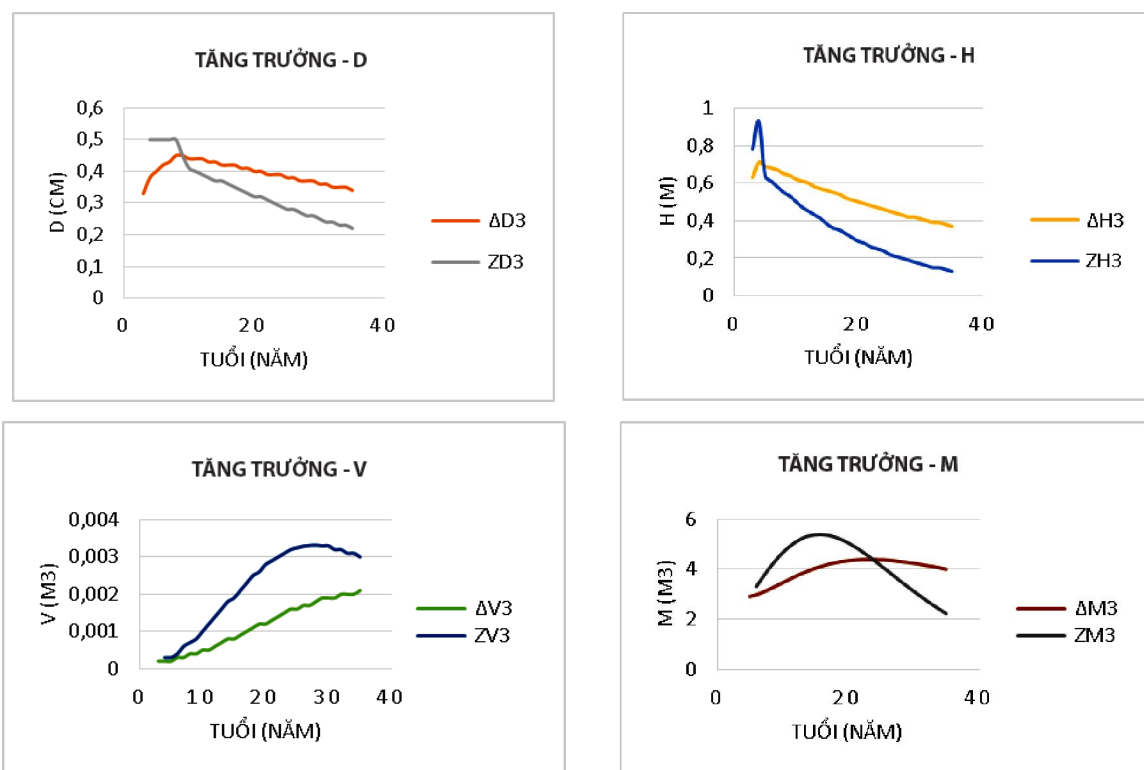 TĂNG TRƯỞNG - D
0,6
0,5
0,4
0,3
0,2
0,1
0
D (CM)
0
20
40
TUỔI (NĂM)
ΔD3
ZD3
TĂNG TRƯỞNG - H
1
0,8
0,6
0,4
0,2
0
H (M)
0
20
40
TUỔI (NĂM)
ΔH3
ZH3
TĂNG TRƯỞNG - V
0,004
0,003
0,002
0,001
0
V (M3)
0
10
20
30
40
TUỔI (NĂM)
ΔV3
ZV3
TĂNG TRƯỞNG - M
6
4
2
0
M (M3)
0
20
40
TUỔI (NĂM)
ΔM3
ZM3